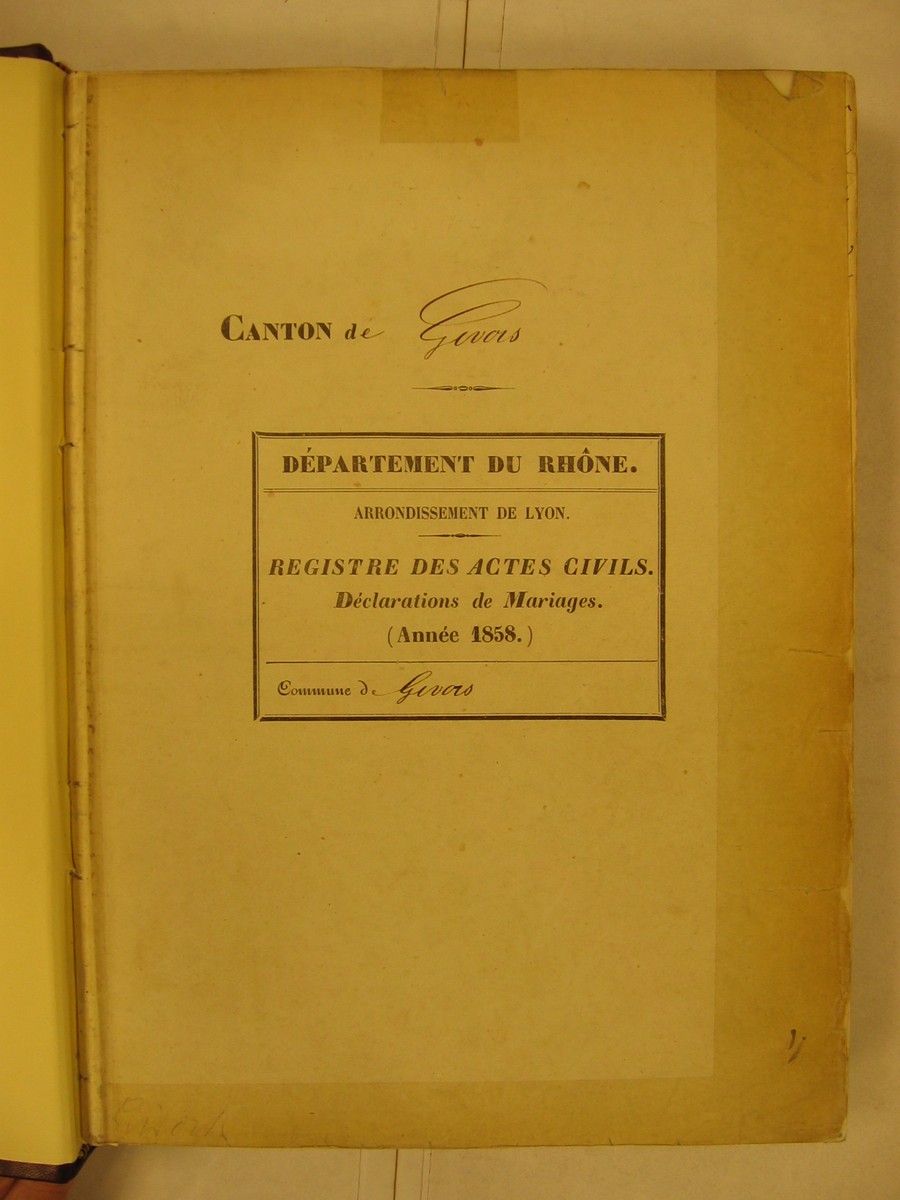 CANTON de Givors
DÉPARTEMENT DU RHÔNE.
ARRONDISSEMENT DE LYON.
REGISTRE DES ACTES CIVILS.
Déclarations de Mariages.
(Année 1858.)
Commune de Givors